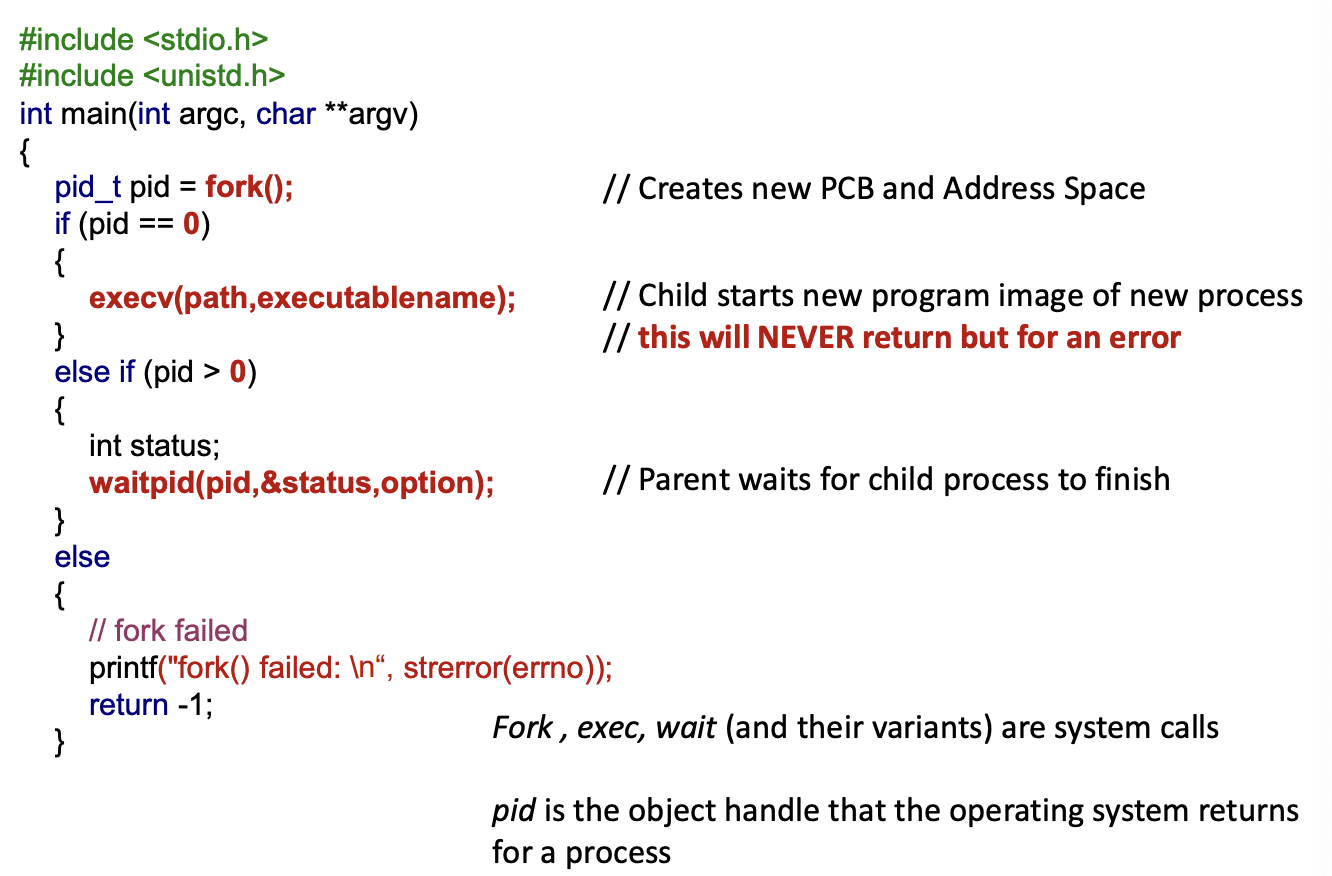 #include <stdio.h>
#include <unistd.h>
int main(int argc, char **argv)
{
pid_t pid = fork(); // Creates new PCB and Address Space
if (pid == 0)
{
execv(path,executablename); // Child starts new program image of new process
} // this will NEVER return but for an error
else if (pid > 0)
{
int status;
waitpid(pid,&status,option); // Parent waits for child process to finish
}
else
{
// fork failed
printf("fork() failed: \n“, strerror(errno));
return -1;
}
Fork , exec, wait (and their variants) are system calls
pid is the object handle that the operating system returns
for a process